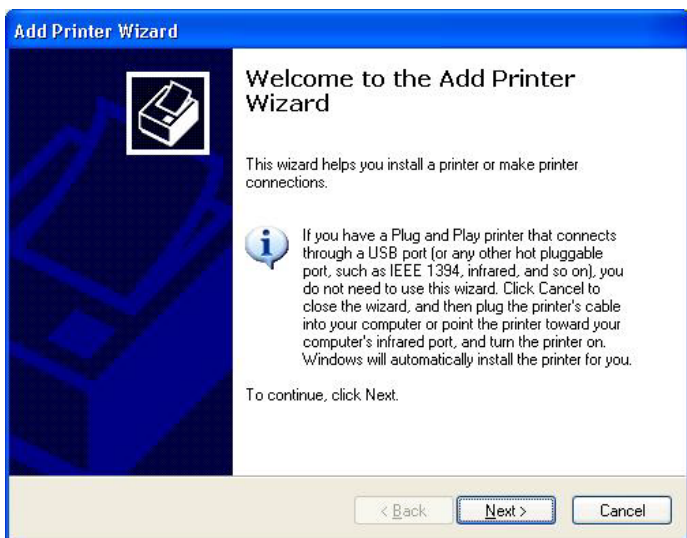 Add Printer Wizard
Welcome to the Add Printer
Wizard
This wizard helps you install a printer or make printer
connections.
If you have a Plug and Play printer that connects
through a USB port (or any other hot pluggable
port, such as IEEE 1394, infrared, and so on), you
do not need to use this wizard. Click Cancel to
close the wizard, and then plug the printer's cable
into your computer or point the printer toward your
computer's infrared port, and turn the printer on.
Windows will automatically install the printer for you.
To continue, click Next.
< Back
Next >
Cancel